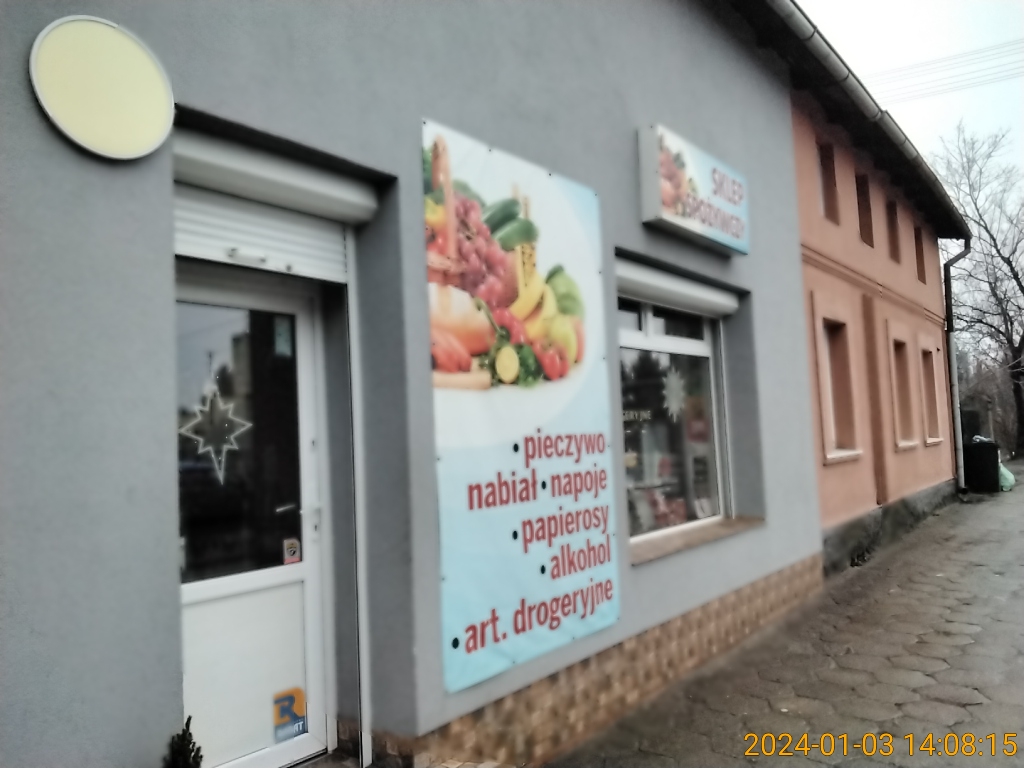 SKLEP
SPOŻYWCZY
• pieczywo
nabiał • napoje
• papierosy
• alkohol
• art. drogeryjne
2024-01-03 14:08:15